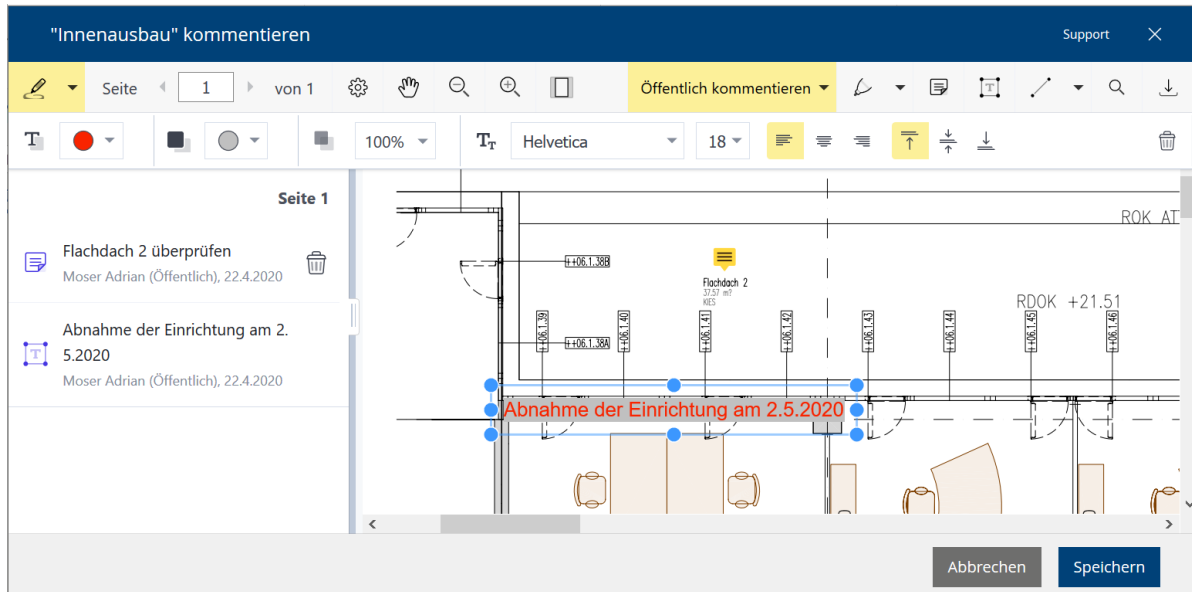 "Innenausbau" kommentieren
Support
Seite 1 von 1
Öffentlich kommentieren
T
100%
Helvetica
18
Seite 1
Flachdach 2 überprüfen
Moser Adrian (Öffentlich), 22.4.2020
Abnahme der Einrichtung am 2.
5.2020
Moser Adrian (Öffentlich), 22.4.2020
ROK AT
++06.1.38B
Flachdach 2
37.57 m?
KIES
RDOK +21.51
++06.1.39
++06.1.40
++06.1.41
++06.1.42
++06.1.43
++06.1.44
++06.1.45
++06.1.46
++06.1.38A
Abnahme der Einrichtung am 2.5.2020
Abbrechen
Speichern